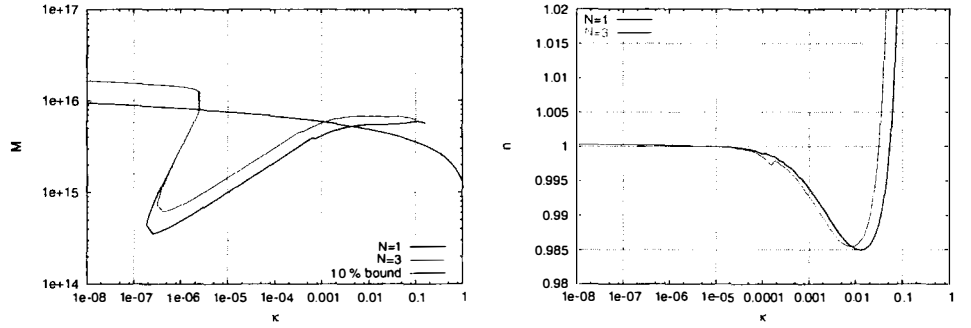 1e+17
1e+16
1e+15
1e+14
M
1e-08
1e-07
1e-06
1e-05
0.0001
0.001
0.01
0.1
1
κ
N=1
N=3
10 % bound
1.02
1.015
1.01
1.005
1
0.995
0.99
0.985
0.98
n
1e-08
1e-07
1e-06
1e-05
0.0001
0.001
0.01
0.1
1
κ
N=1
N=3